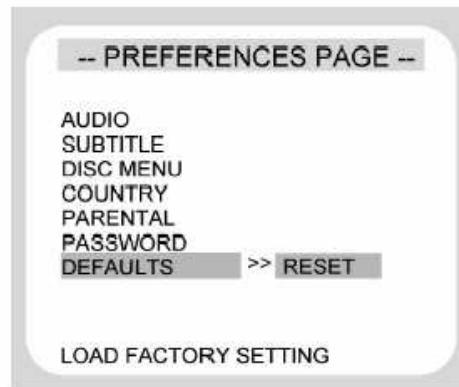 -- PREFERENCES PAGE --
AUDIO
SUBTITLE
DISC MENU
COUNTRY
PARENTAL
PASSWORD
DEFAULTS >> RESET
LOAD FACTORY SETTING